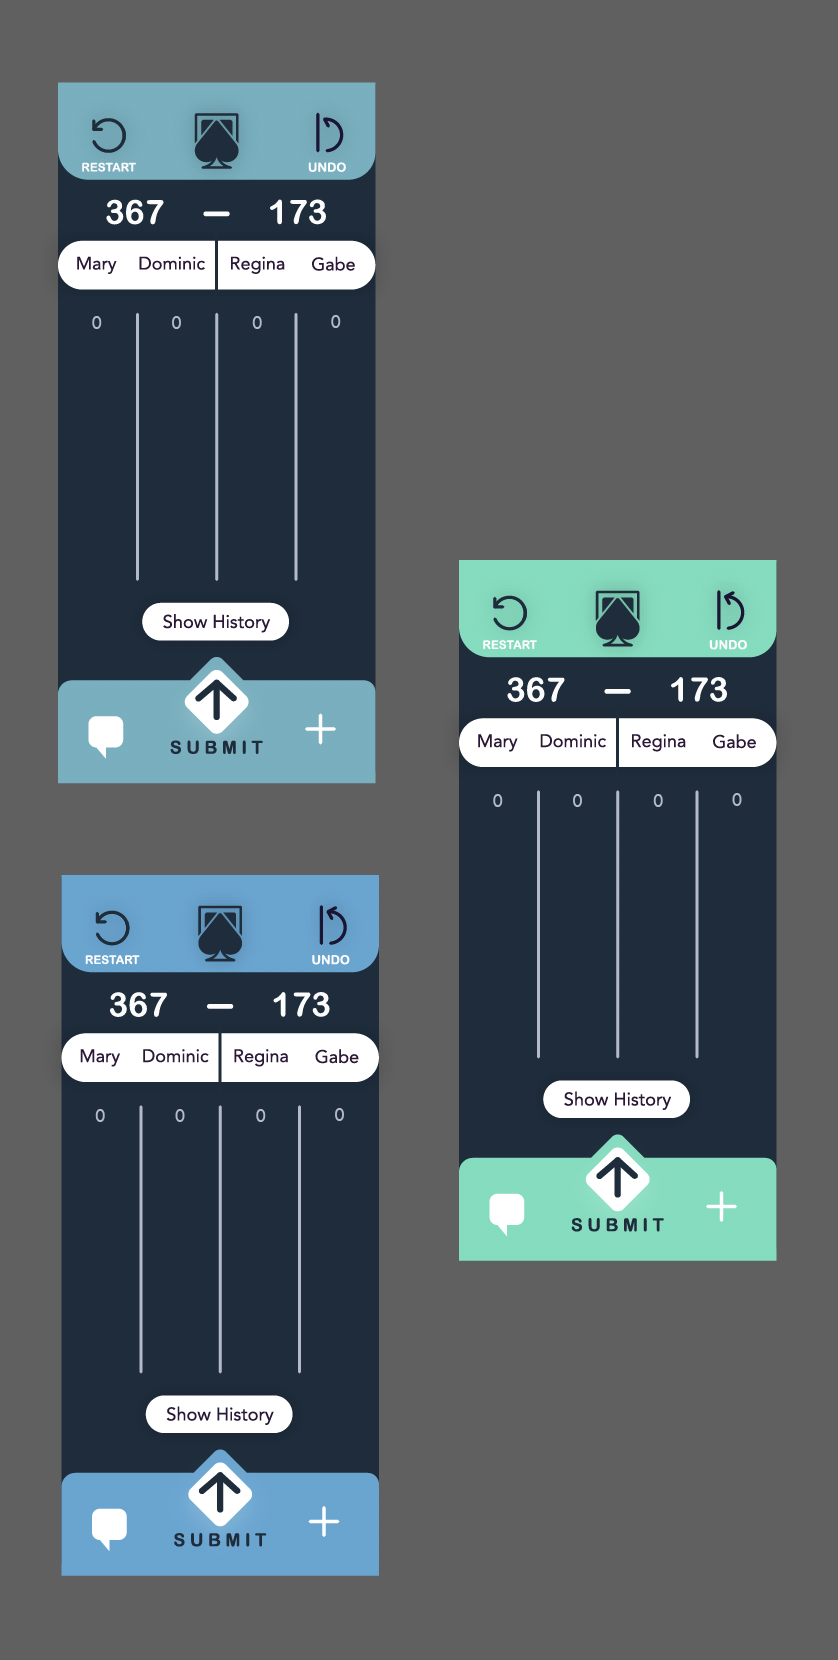 RESTART UNDO
367 – 173
Mary Dominic Regina Gabe
0 0 0 0
Show History
SUBMIT
RESTART UNDO
367 – 173
Mary Dominic Regina Gabe
0 0 0 0
Show History
SUBMIT
RESTART UNDO
367 – 173
Mary Dominic Regina Gabe
0 0 0 0
Show History
SUBMIT